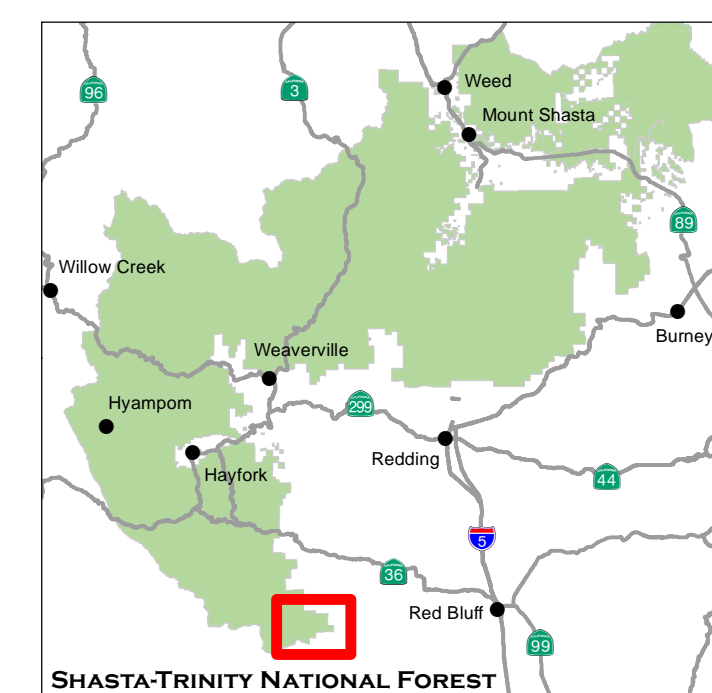 Weed
96
3
Mount Shasta
89
Willow Creek
Burney
Weaverville
Hyampom
299
Redding
Hayfork
44
5
36
Red Bluff
99
SHASTA-TRINITY NATIONAL FOREST